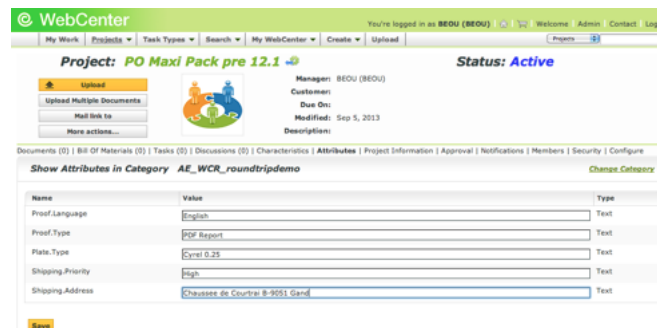 WebCenter
You're logged in as BEOU (BEOU) | Welcome Admin | Contact | Log
My Work | Projects | Task Types | Search | My WebCenter | Create | Upload
Projects
Project: PO Maxi Pack pre 12.1
Status: Active
Upload
Upload Multiple Documents
Mail link to
More actions...
Manager: BEOU (BEOU)
Customer:
Due On:
Modified: Sep 5, 2013
Description:
Documents (0) | Bill Of Materials (0) | Tasks (0) | Discussions (0) | Characteristics | Attributes | Project Information | Approval | Notifications | Members | Security | Configure
Show Attributes in Category AE_WCR_roundtripdemo
Change Category
Name Value Type
Proof.Language English Text
Proof.Type PDF Report Text
Plate.Type Cyrel 0.25 Text
Shipping.Priority High Text
Shipping.Address Chaussee de Courtrai B-9051 Gand Text
Save